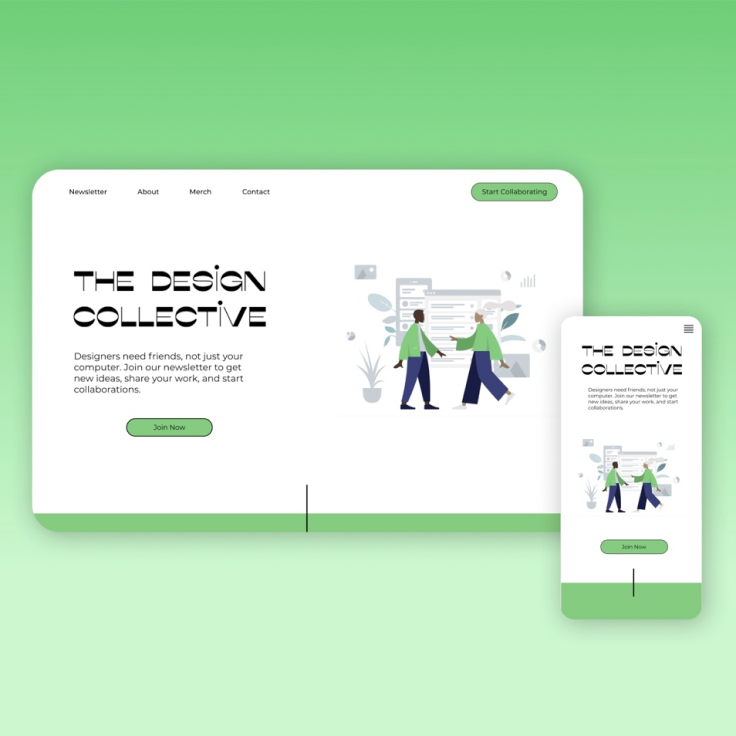 Newsletter About Merch Contact Start Collaborating
THE DESIGN
COLLECTIVE
Designers need friends, not just your
computer. Join our newsletter to get
new ideas, share your work, and start
collaborations.
Join Now
THE DESIGN
COLLECTIVE
Designers need friends, not just your
computer. Join our newsletter to get
new ideas, share your work, and start
collaborations.
Join Now